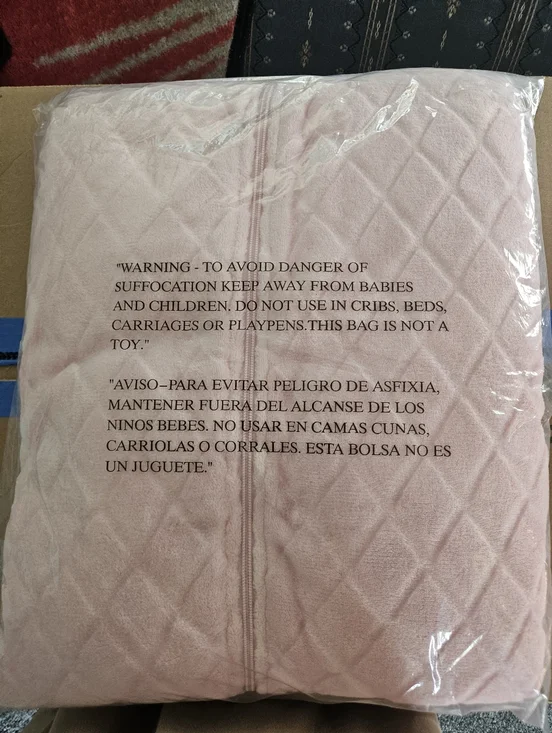 "WARNING - TO AVOID DANGER OF
SUFFOCATION KEEP AWAY FROM BABIES
AND CHILDREN. DO NOT USE IN CRIBS, BEDS,
CARRIAGES OR PLAYPENS.THIS BAG IS NOT A
TOY."
"AVISO–PARA EVITAR PELIGRO DE ASFIXIA,
MANTENER FUERA DEL ALCANSE DE LOS
NINOS BEBES. NO USAR EN CAMAS CUNAS,
CARRIOLAS O CORRALES. ESTA BOLSA NO ES
UN JUGUETE."